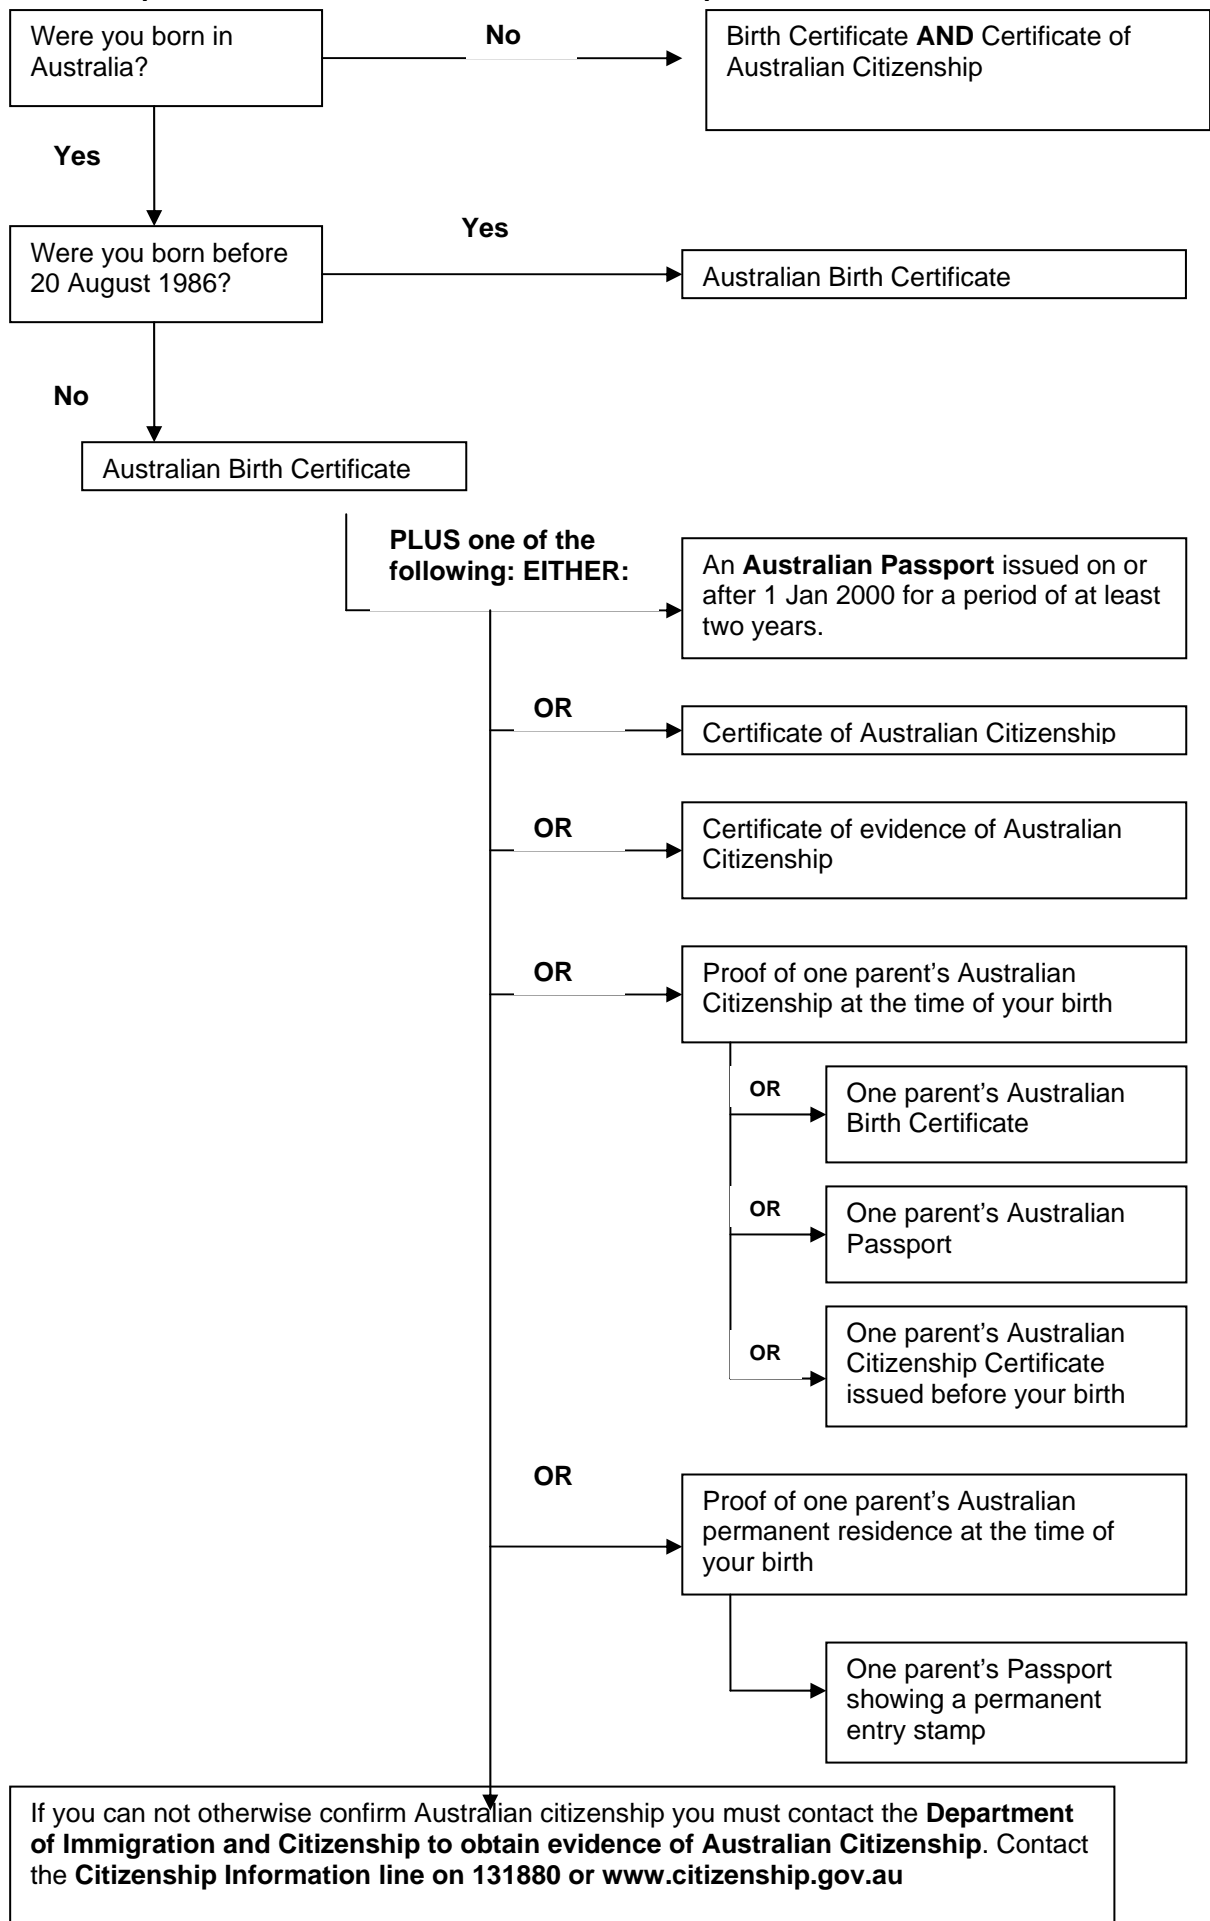 Were you born in
Australia?
No
Birth Certificate AND Certificate of
Australian Citizenship
Yes
Were you born before
20 August 1986?
Yes
Australian Birth Certificate
No
Australian Birth Certificate
PLUS one of the
following: EITHER:
An Australian Passport issued on or
after 1 Jan 2000 for a period of at least
two years.
OR
Certificate of Australian Citizenship
OR
Certificate of evidence of Australian
Citizenship
OR
Proof of one parent's Australian
Citizenship at the time of your birth
OR
One parent's Australian
Birth Certificate
OR
One parent's Australian
Passport
OR
One parent's Australian
Citizenship Certificate
issued before your birth
OR
Proof of one parent's Australian
permanent residence at the time of
your birth
One parent's Passport
showing a permanent
entry stamp
If you can not otherwise confirm Australian citizenship you must contact the Department
of Immigration and Citizenship to obtain evidence of Australian Citizenship. Contact
the Citizenship Information line on 131880 or www.citizenship.gov.au